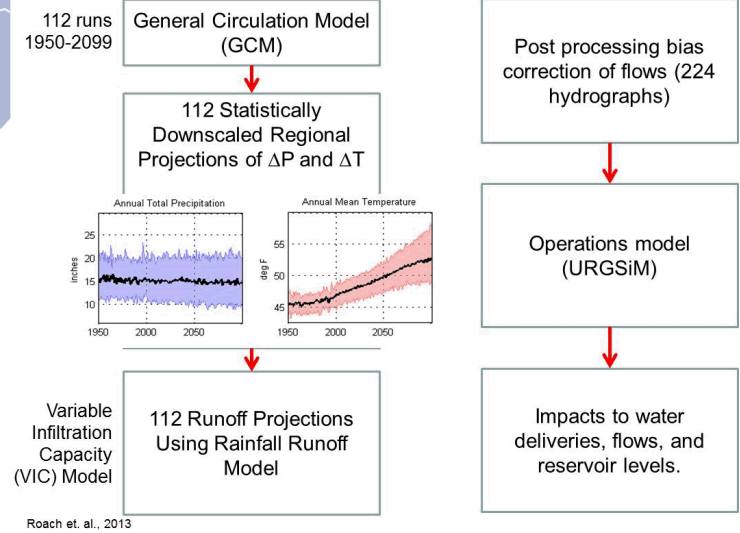 112 runs
1950-2099
General Circulation Model
(GCM)
112 Statistically
Downscaled Regional
Projections of ΔP and ΔT
Annual Total Precipitation
inches
25
20
15
10
1950
2000
2050
Annual Mean Temperature
deg F
55
50
45
1950
2000
2050
Variable
Infiltration
Capacity
(VIC) Model
112 Runoff Projections
Using Rainfall Runoff
Model
Roach et. al., 2013
Post processing bias
correction of flows (224
hydrographs)
Operations model
(URGSiM)
Impacts to water
deliveries, flows, and
reservoir levels.